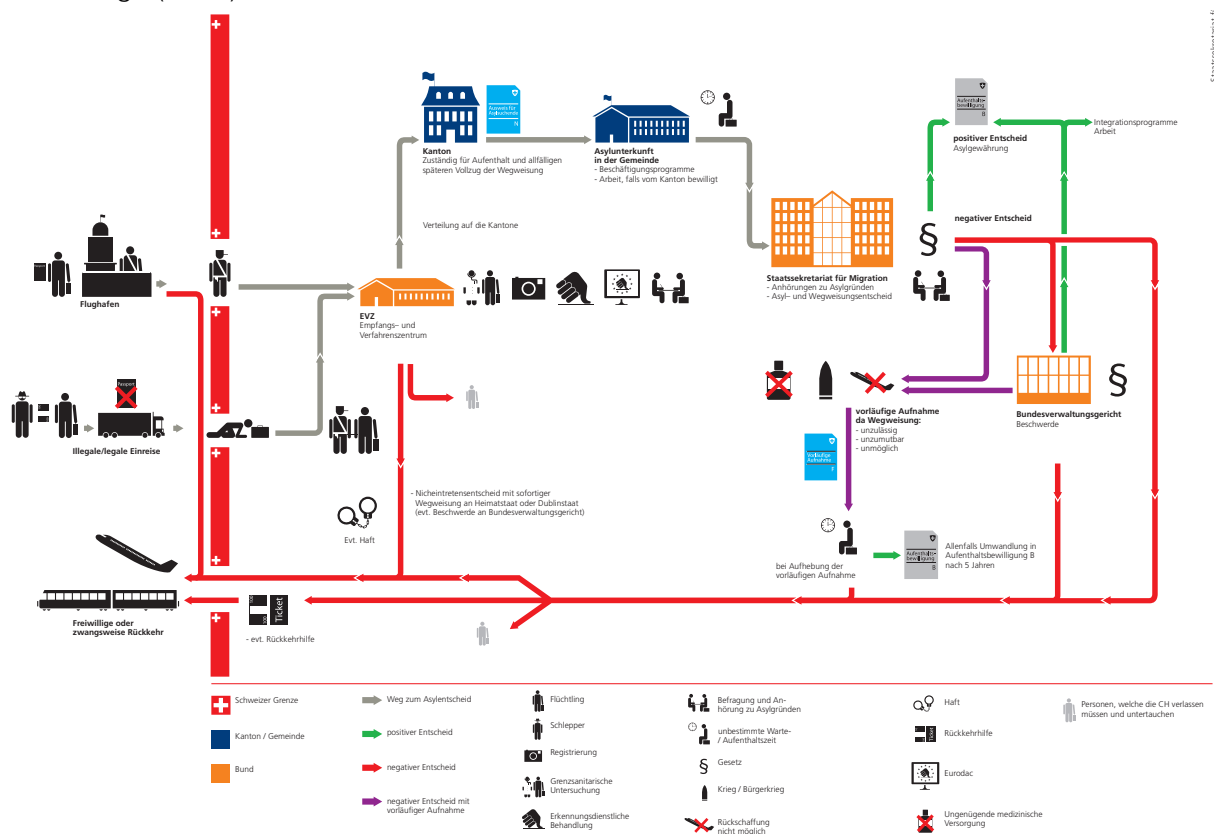 Kanton
Zuständig für Aufenthalt und allfälligen
späteren Vollzug der Wegweisung
Ausweis für
Asylsuchende
N
Asylunterkunft
in der Gemeinde
- Beschäftigungsprogramme
- Arbeit, falls vom Kanton bewilligt
Aufenthalts-
bewilligung
B
positiver Entscheid
Asylgewährung
Integrationsprogramme
Arbeit
Verteilung auf die Kantone
negativer Entscheid
§
Staatssekretariat für Migration
- Anhörungen zu Asylgründen
- Asyl– und Wegweisungsentscheid
Flughafen
EVZ
Empfangs– und
Verfahrenszentrum
Passport
Illegale/legale Einreise
§
Bundesverwaltungsgericht
Beschwerde
vorläufige Aufnahme
da Wegweisung:
- unzulässig
- unzumutbar
- unmöglich
Vorläufige
Aufnahme
F
- Nicheintretensentscheid mit sofortiger
Wegweisung an Heimatstaat oder Dublinstaat
(evt. Beschwerde an Bundesverwaltungsgericht)
Evt. Haft
bei Aufhebung der
vorläufigen Aufnahme
Aufenthalts-
bewilligung
B
Allenfalls Umwandlung in
Aufenthaltsbewilligung B
nach 5 Jahren
Freiwillige oder
zwangsweise Rückkehr
100
100
Ticket
- evt. Rückkehrhilfe
Schweizer Grenze
Kanton / Gemeinde
Bund
Weg zum Asylentscheid
positiver Entscheid
negativer Entscheid
negativer Entscheid mit
vorläufiger Aufnahme
Flüchtling
Schlepper
Registrierung
Grenzsanitarische
Untersuchung
Erkennungsdienstliche
Behandlung
Befragung und An-
hörung zu Asylgründen
unbestimmte Warte-
/ Aufenthaltszeit
§
Gesetz
Krieg / Bürgerkrieg
Rückschaffung
nicht möglich
Haft
Ticket
Rückkehrhilfe
Eurodac
Ungenügende medizinische
Versorgung
Personen, welche die CH verlassen
müssen und untertauchen